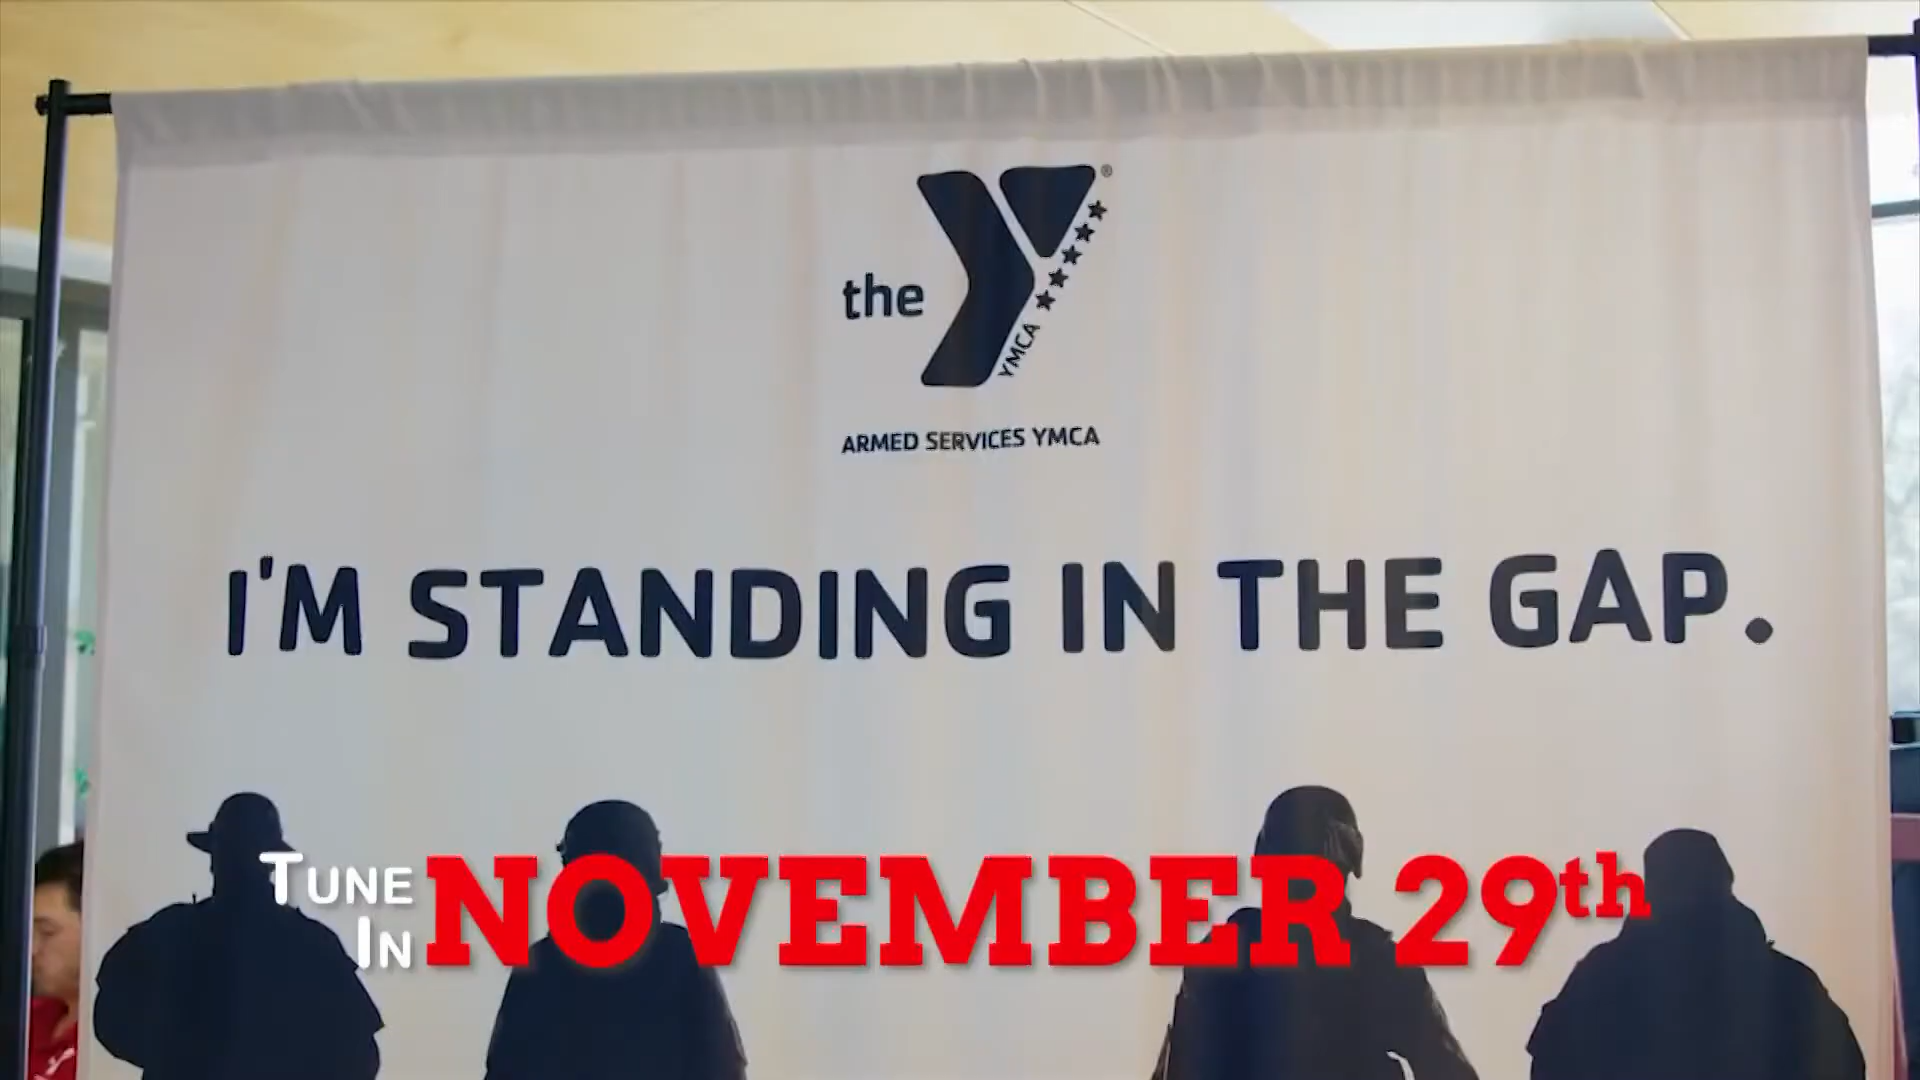 the
YMCA
®
ARMED SERVICES YMCA
I'M STANDING IN THE GAP.
TUNE IN NOVEMBER 29th